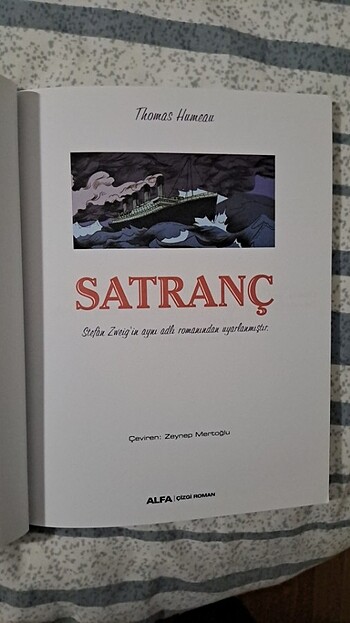 Thomas Humeau
SATRANÇ
Stefan Zweig'in aynı adlı romanından uyarlanmıştır.
Çeviren: Zeynep Mertoğlu
ALFA | ÇİZGİ ROMAN